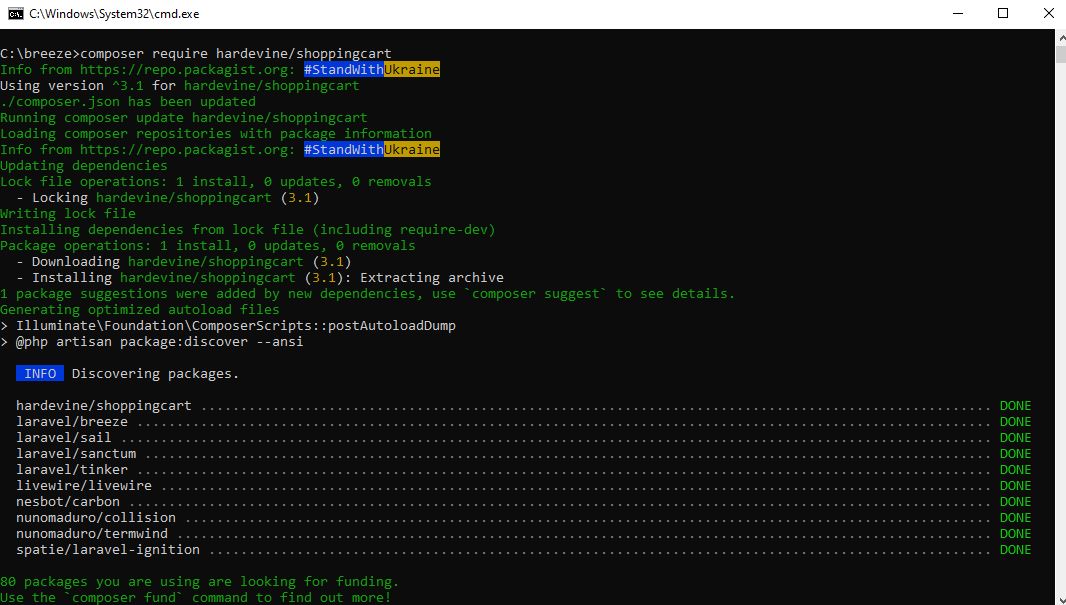 C:\Windows\System32\cmd.exe
C:\breeze>composer require hardevine/shoppingcart
Info from https://repo.packagist.org: #StandWithUkraine
Using version ^3.1 for hardevine/shoppingcart
./composer.json has been updated
Running composer update hardevine/shoppingcart
Loading composer repositories with package information
Info from https://repo.packagist.org: #StandWithUkraine
Updating dependencies
Lock file operations: 1 install, 0 updates, 0 removals
  - Locking hardevine/shoppingcart (3.1)
Writing lock file
Installing dependencies from lock file (including require-dev)
Package operations: 1 install, 0 updates, 0 removals
  - Downloading hardevine/shoppingcart (3.1)
  - Installing hardevine/shoppingcart (3.1): Extracting archive
1 package suggestions were added by new dependencies, use `composer suggest` to see details.
Generating optimized autoload files
> Illuminate\Foundation\ComposerScripts::postAutoloadDump
> @php artisan package:discover --ansi
INFO Discovering packages.
hardevine/shoppingcart ................................................................................................... DONE
laravel/breeze ........................................................................................................... DONE
laravel/sail ............................................................................................................. DONE
laravel/sanctum .......................................................................................................... DONE
laravel/tinker ........................................................................................................... DONE
livewire/livewire ........................................................................................................ DONE
nesbot/carbon ............................................................................................................ DONE
nunomaduro/collision ..................................................................................................... DONE
nunomaduro/termwind ...................................................................................................... DONE
spatie/laravel-ignition .................................................................................................. DONE
80 packages you are using are looking for funding.
Use the `composer fund` command to find out more!